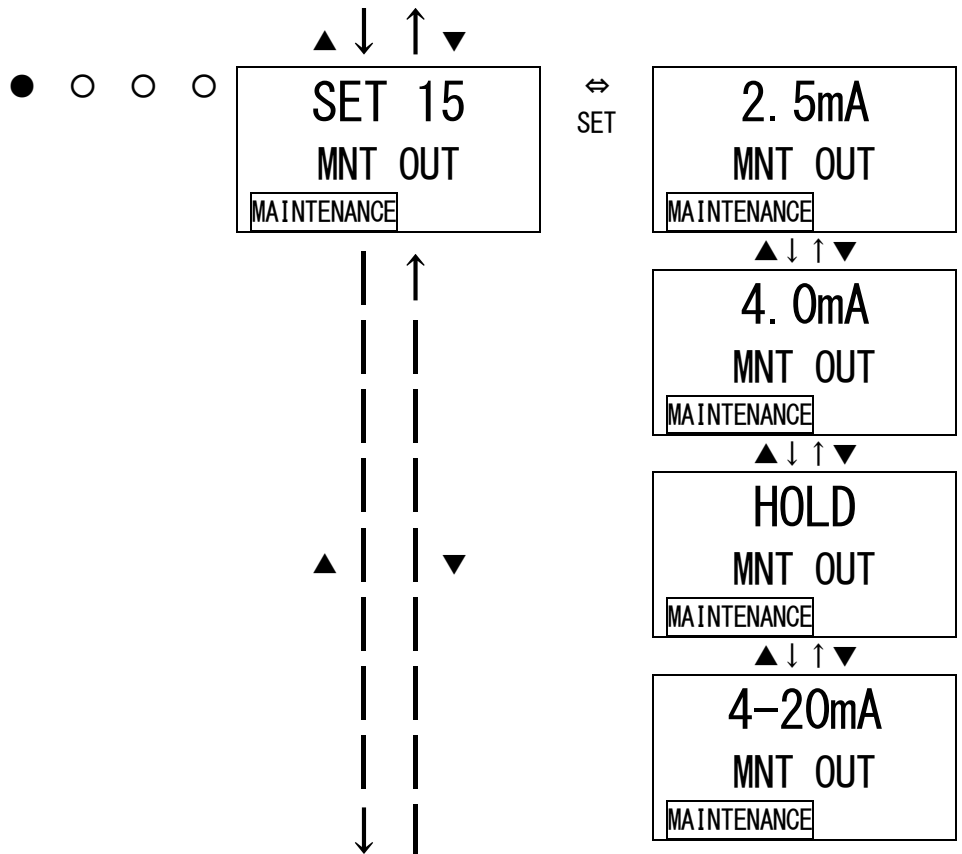 ▲ ↓ ↑ ▼
● ○ ○ ○
SET 15
MNT OUT
MAINTENANCE
⇔
SET
2.5mA
MNT OUT
MAINTENANCE
▲↓↑▼
4.0mA
MNT OUT
MAINTENANCE
▲↓↑▼
HOLD
MNT OUT
MAINTENANCE
▲↓↑▼
4-20mA
MNT OUT
MAINTENANCE
▲ ▼